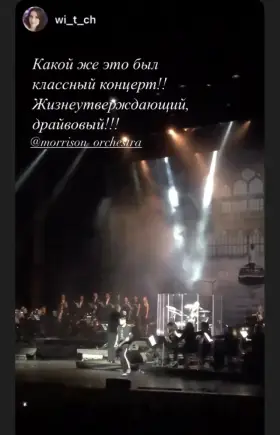 wi_t_ch
Какой же это был
классный концерт!!
Жизнеутверждающий,
драйвовый!!!
@morrison_orchestra